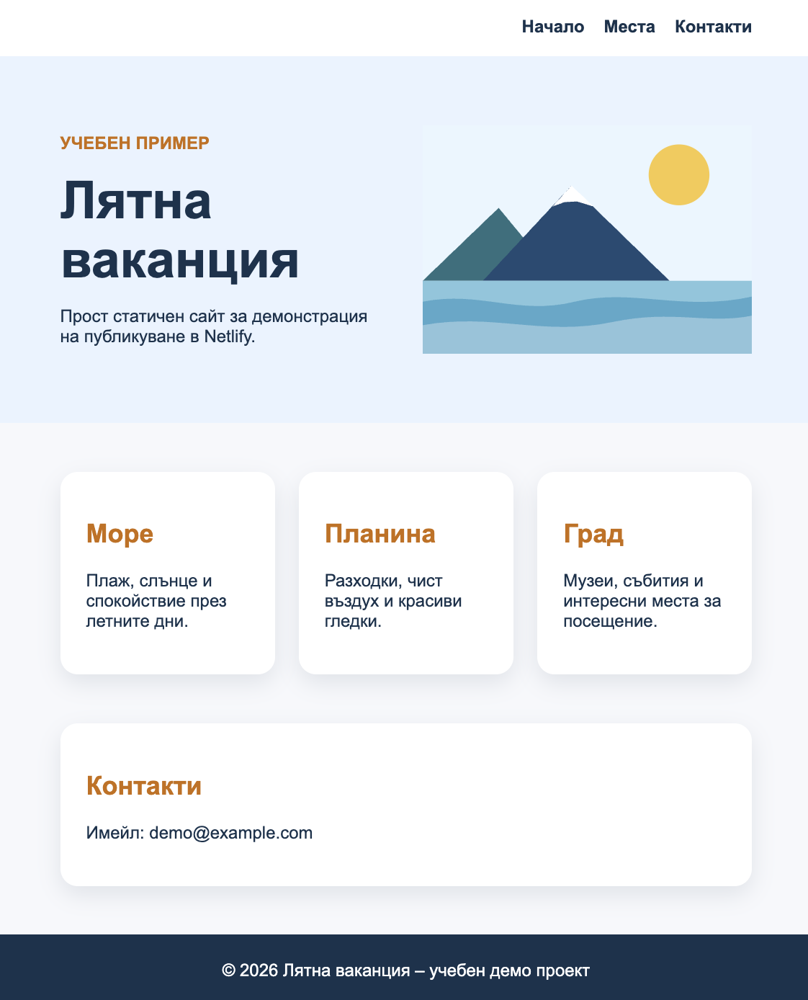 Начало Места Контакти
УЧЕБЕН ПРИМЕР
Лятна
ваканция
Прост статичен сайт за демонстрация
на публикуване в Netlify.
Море
Плаж, слънце и
спокойствие през
летните дни.
Планина
Разходки, чист
въздух и красиви
гледки.
Град
Музеи, събития и
интересни места за
посещение.
Контакти
Имейл: demo@example.com
© 2026 Лятна ваканция – учебен демо проект